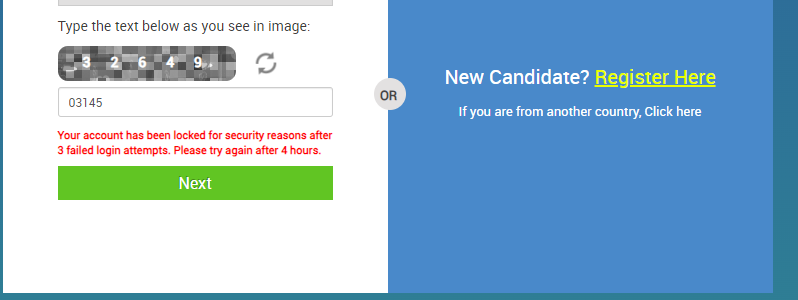 Type the text below as you see in image:
3 2 6 4 9
03145
Your account has been locked for security reasons after
3 failed login attempts. Please try again after 4 hours.
Next
OR
New Candidate? Register Here
If you are from another country, Click here